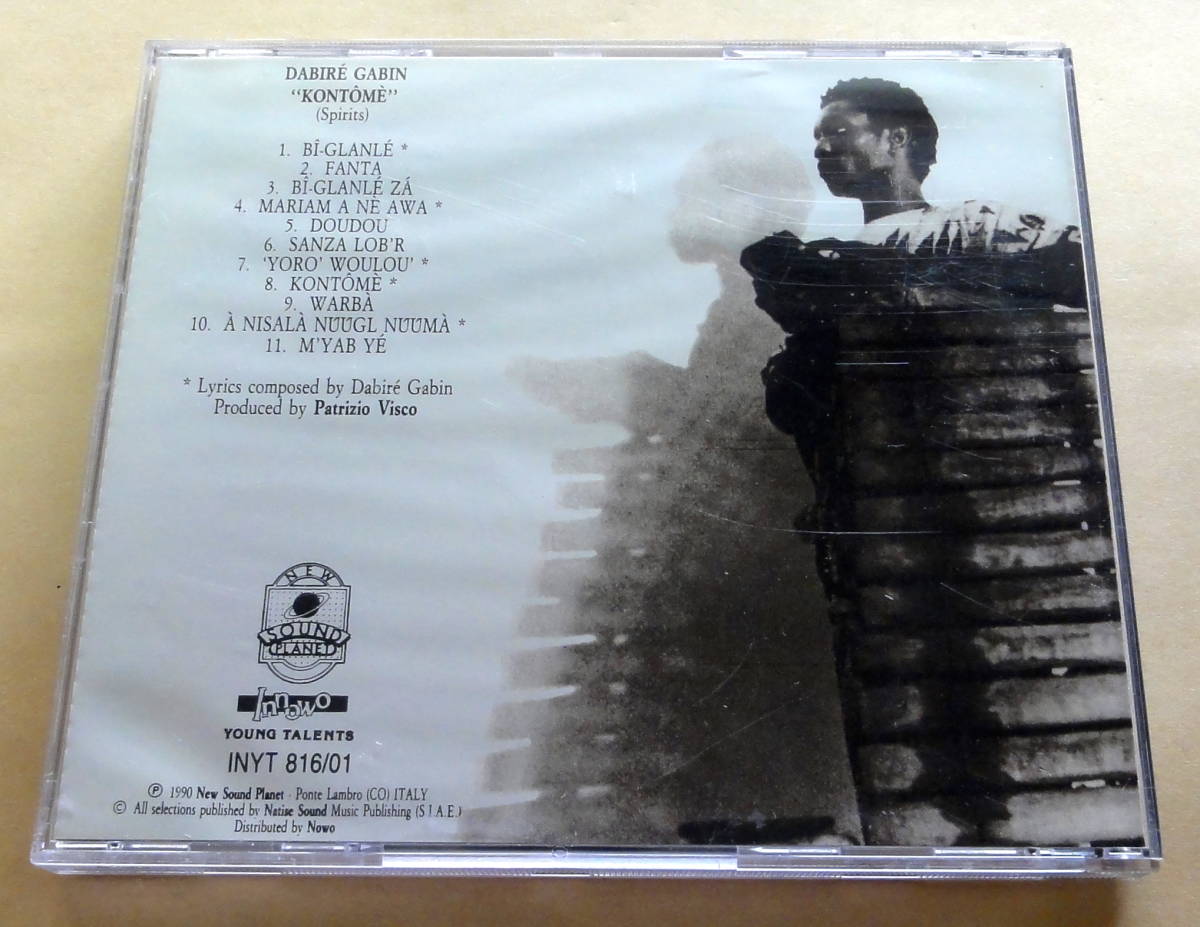 DABIRÉ GABIN
“KONTÔMÈ”
(Spirits)
1. BÎ-GLANLÉ *
2. FANTA
3. BÎ-GLANLÉ ZÁ
4. MARIAM A NÈ AWA *
5. DOUDOU
6. SANZA LOB'R
7. ‘YORO’ WOULOU’ *
8. KONTÔMÈ *
9. WARBÀ
10. À NISALÀ NUUGL NUUMÀ *
11. M'YAB YÉ
* Lyrics composed by Dabiré Gabin
Produced by Patrizio Visco
NEW
SOUND
PLANET
Innowo
YOUNG TALENTS
INYT 816/01
Ⓟ 1990 New Sound Planet - Ponte Lambro (CO) ITALY
© All selections published by Natise Sound Music Publishing (S.I.A.E.)
Distributed by Nowo